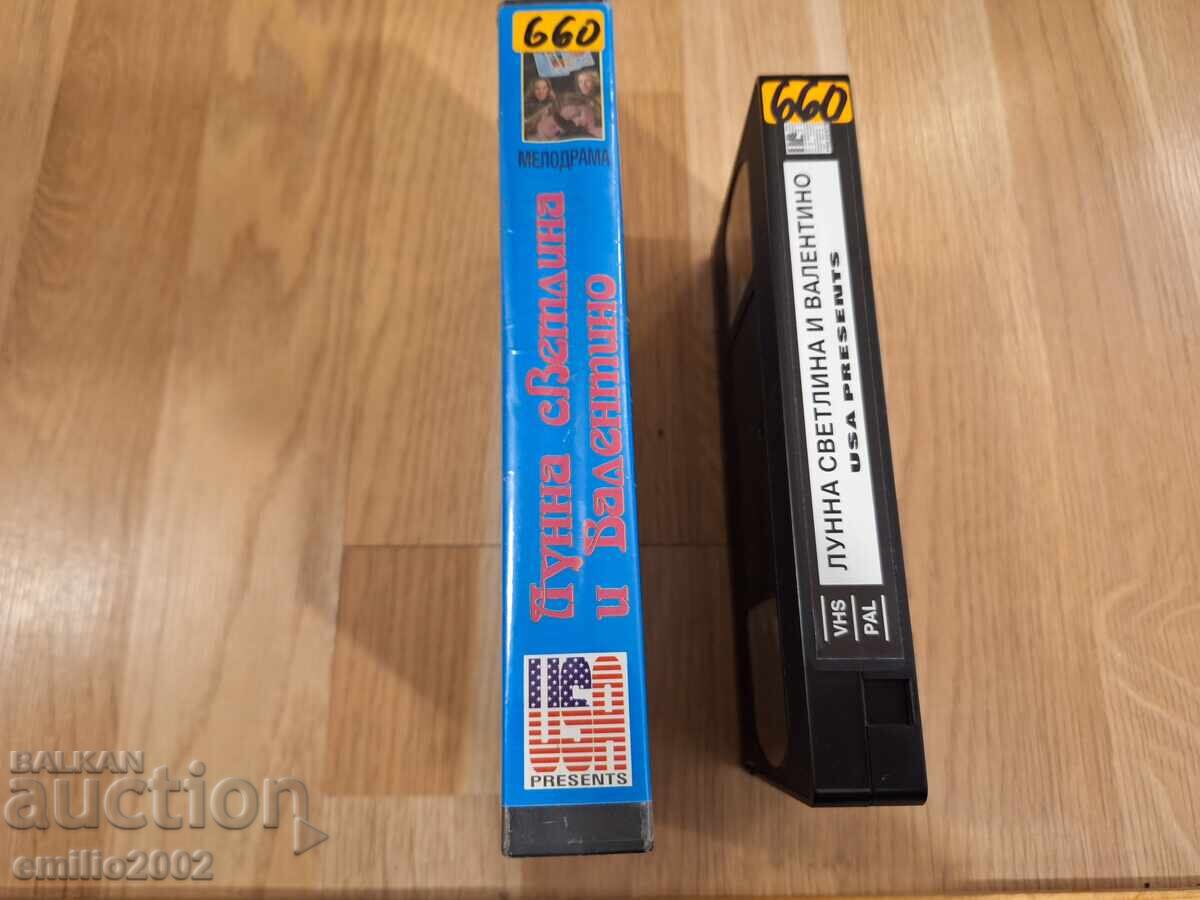 660
МЕЛОДРАМА
Лунна светлина
и Валентино
USA
PRESENTS
660
ЛУННА СВЕТЛИНА И ВАЛЕНТИНО
USA PRESENTS
VHS
PAL
BALKAN
auction
emilio2002